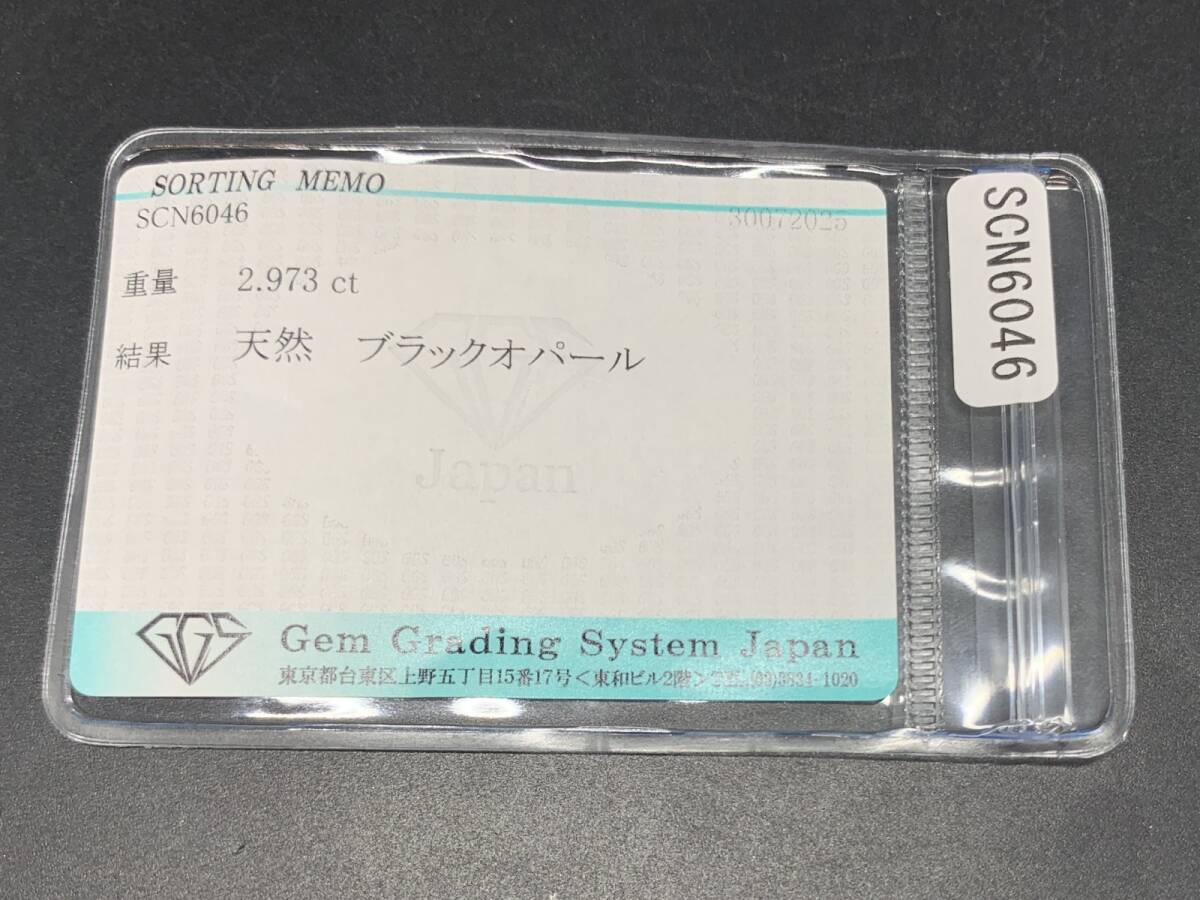 SORTING MEMO
SCN6046 30072025
重量 2.973 ct
結果 天然 ブラックオパール
Japan
GGS Gem Grading System Japan
東京都台東区上野五丁目15番17号<東和ビル2階>
SCN6046